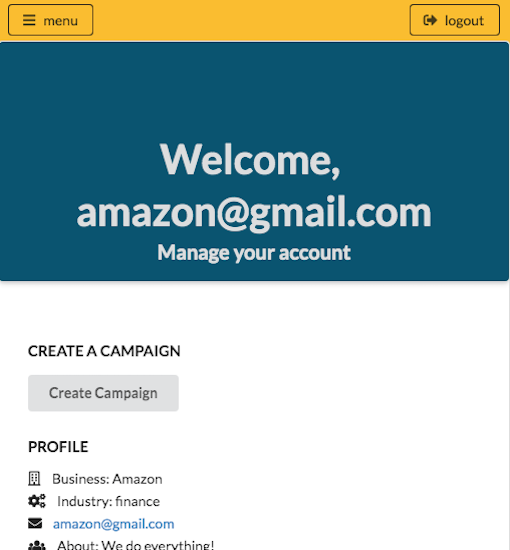 menu
logout
Welcome,
amazon@gmail.com
Manage your account
CREATE A CAMPAIGN
Create Campaign
PROFILE
Business: Amazon
Industry: finance
amazon@gmail.com
About: We do everything!